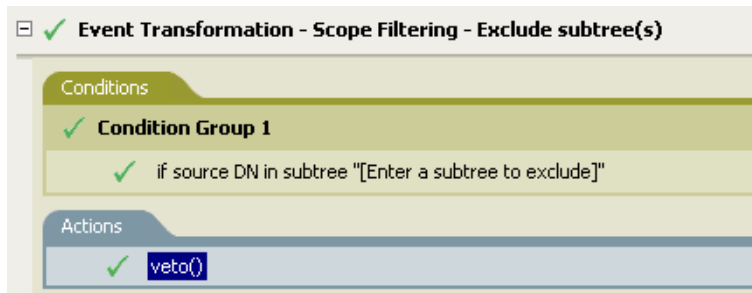 Event Transformation - Scope Filtering - Exclude subtree(s)
Conditions
Condition Group 1
if source DN in subtree "[Enter a subtree to exclude]"
Actions
veto()